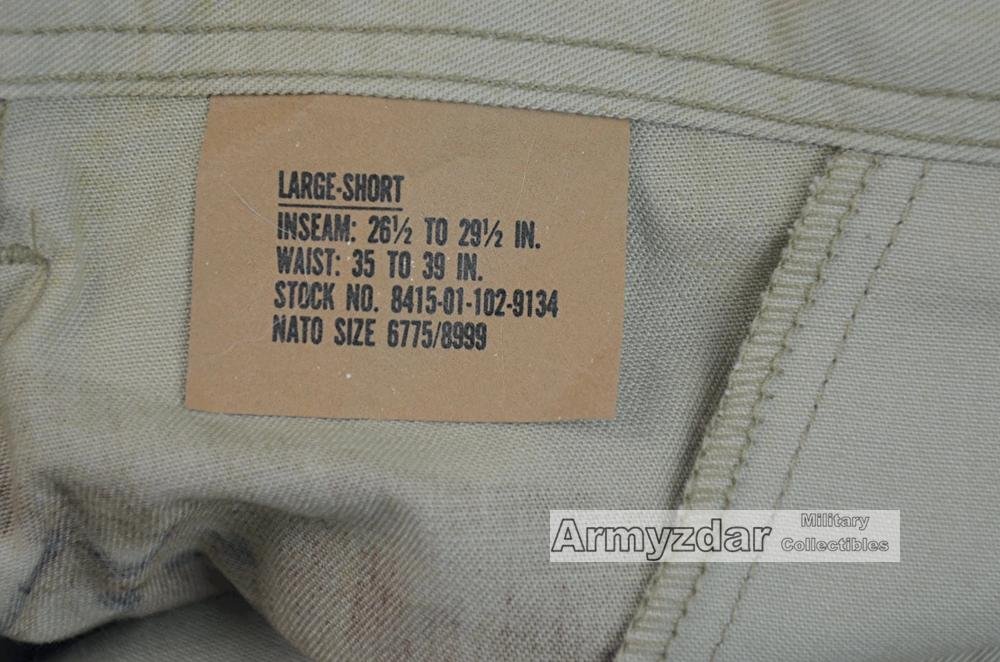 LARGE-SHORT
INSEAM: 26½ TO 29½ IN.
WAIST: 35 TO 39 IN.
STOCK NO. 8415-01-102-9134
NATO SIZE 6775/8999
Armyzdar Military
Collectibles